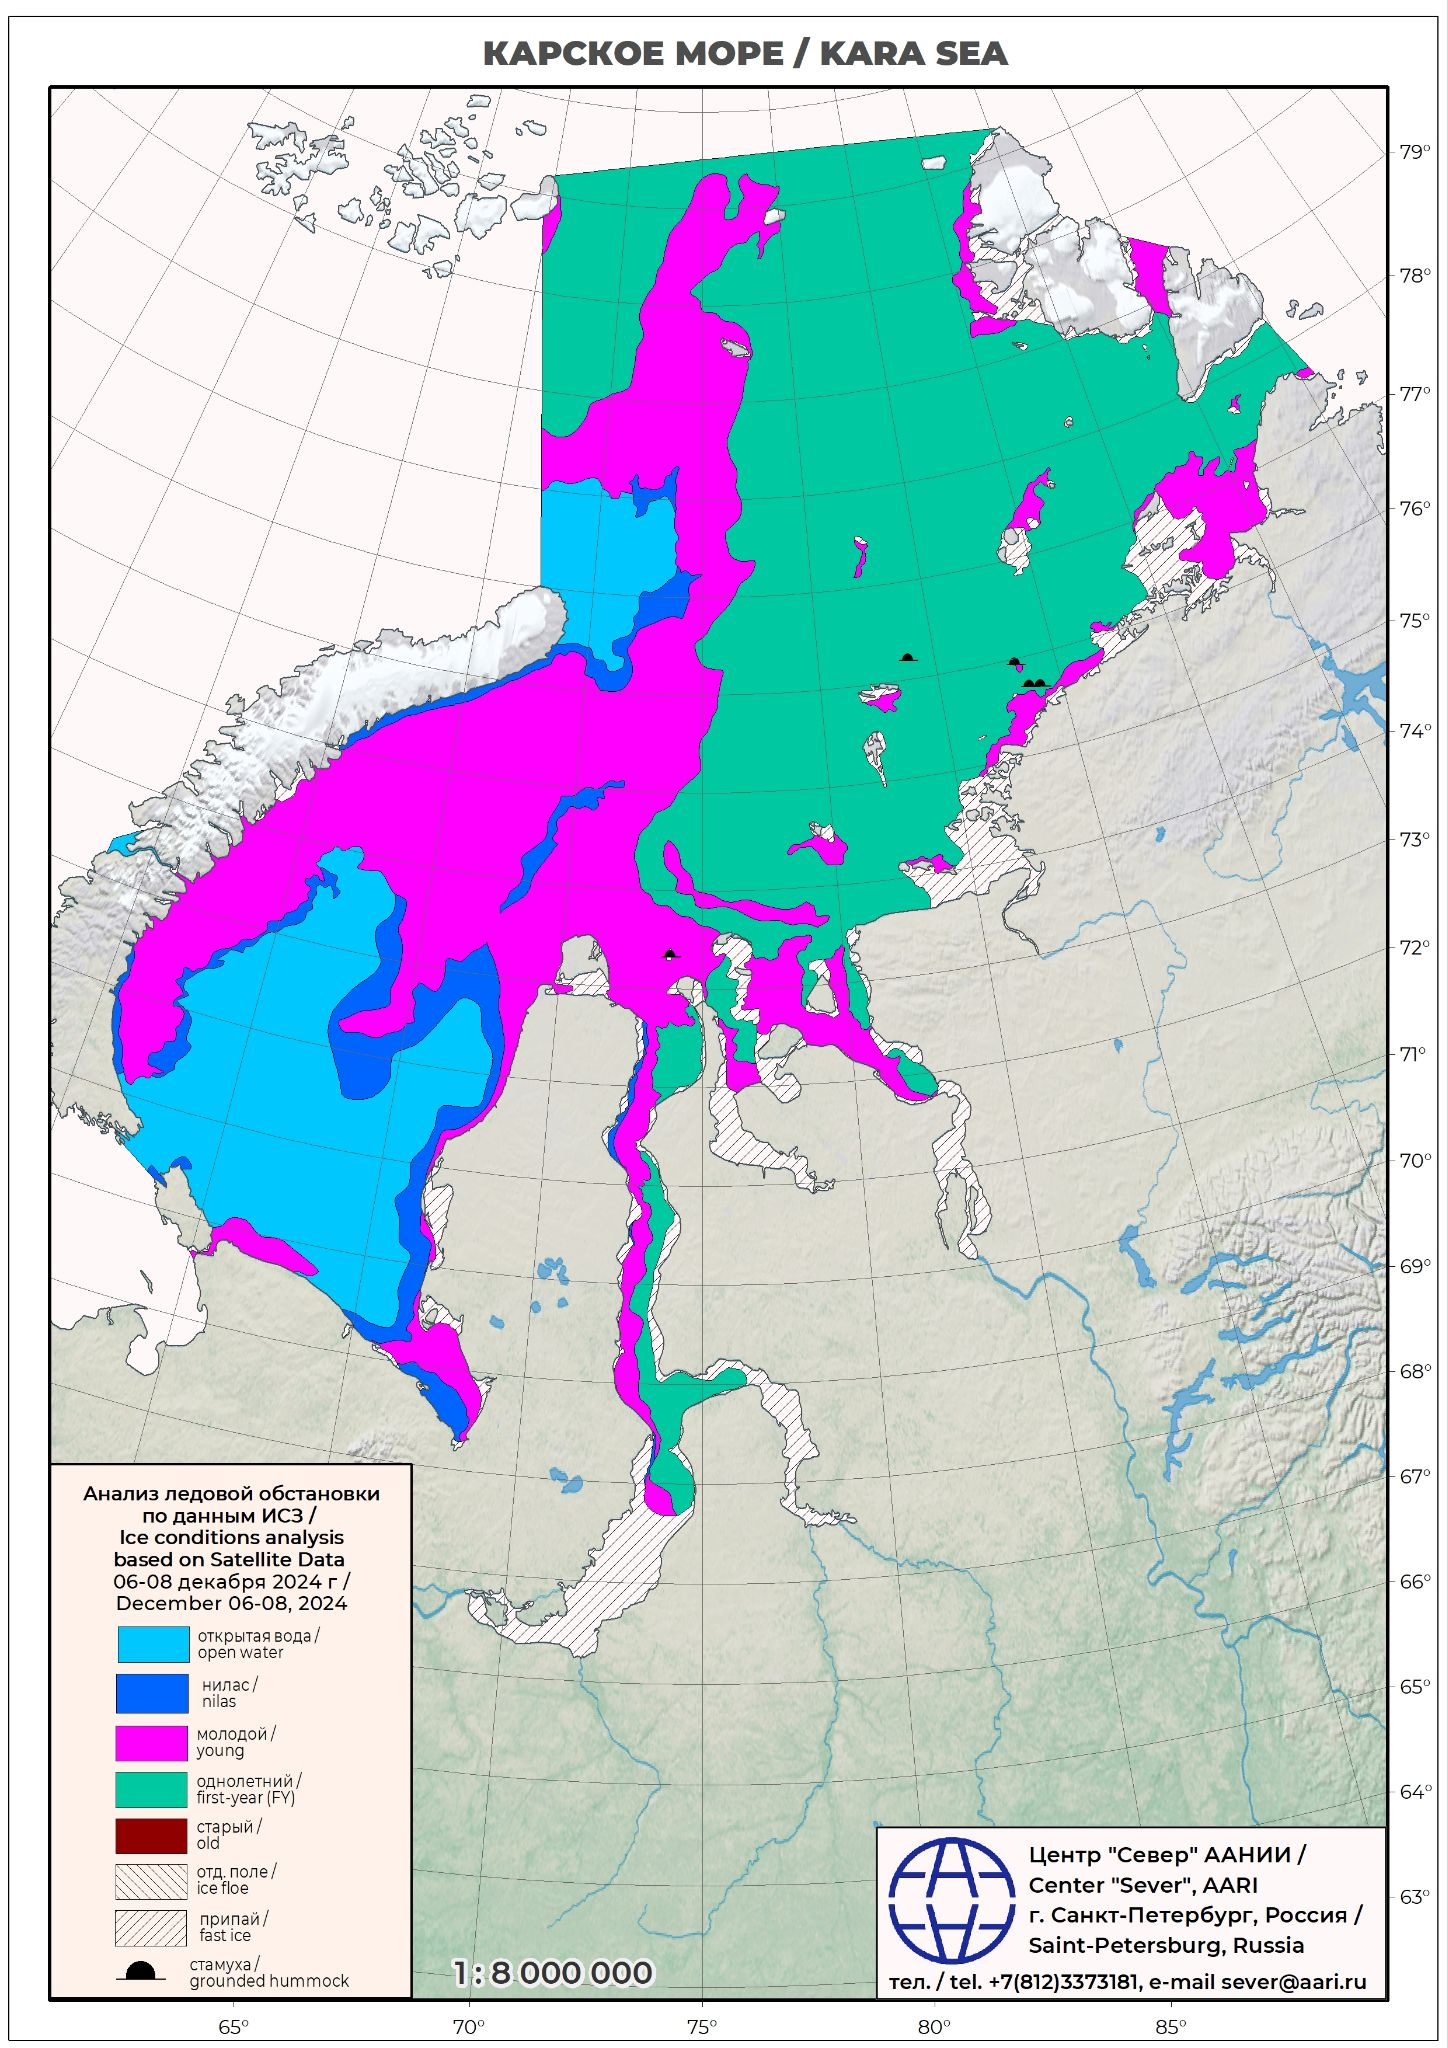 КАРСКОЕ МОРЕ / KARA SEA
79°
78°
77°
76°
75°
74°
73°
72°
71°
70°
69°
68°
67°
66°
65°
64°
63°
Анализ ледовой обстановки
по данным ИСЗ /
Ice conditions analysis
based on Satellite Data
06-08 декабря 2024 г /
December 06-08, 2024
открытая вода /
open water
нилас /
nilas
молодой /
young
однолетний /
first-year (FY)
старый /
old
отд. поле /
ice floe
припай /
fast ice
стамуха /
grounded hummock
1 : 8 000 000
Центр "Север" ААНИИ /
Center "Sever", AARI
г. Санкт-Петербург, Россия /
Saint-Petersburg, Russia
тел. / tel. +7(812)3373181, e-mail sever@aari.ru
65°
70°
75°
80°
85°